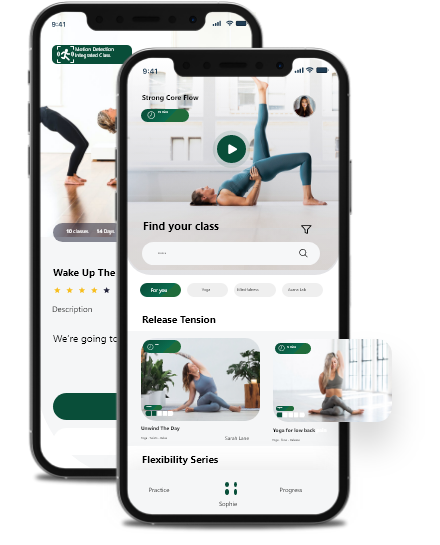 9:41
Motion Detection
Integrated Class
10 classes 14 Days
Wake Up The
Description
We're going to
9:41
Strong Core Flow
Find your class
For you
Yoga
Mindfulness
Release Tension
Unwind The Day
Sarah Lane
Yoga for low back
Flexibility Series
Practice
Sophie
Progress